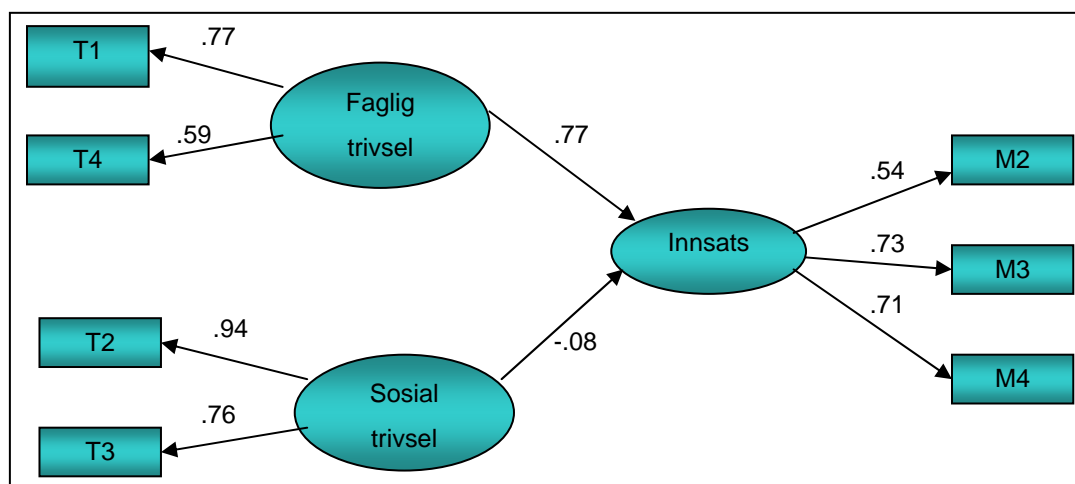 T1
.77
Faglig
trivsel
T4
.59
.77
M2
.54
Innsats
M3
.73
M4
.71
T2
.94
-.08
Sosial
trivsel
T3
.76